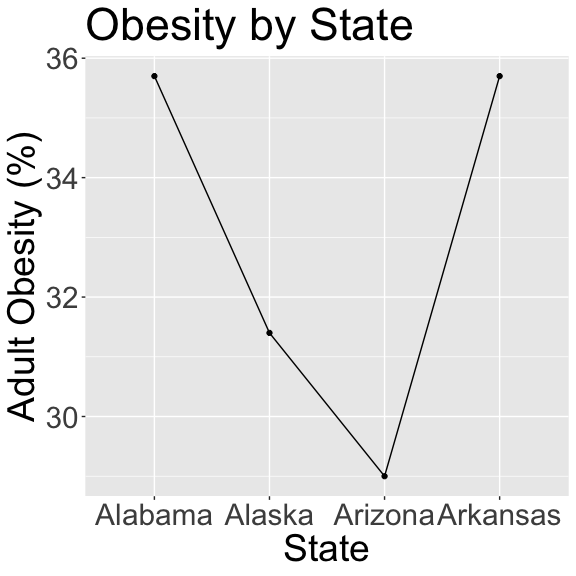 Obesity by State
Adult Obesity (%)
36
34
32
30
Alabama Alaska Arizona Arkansas
State